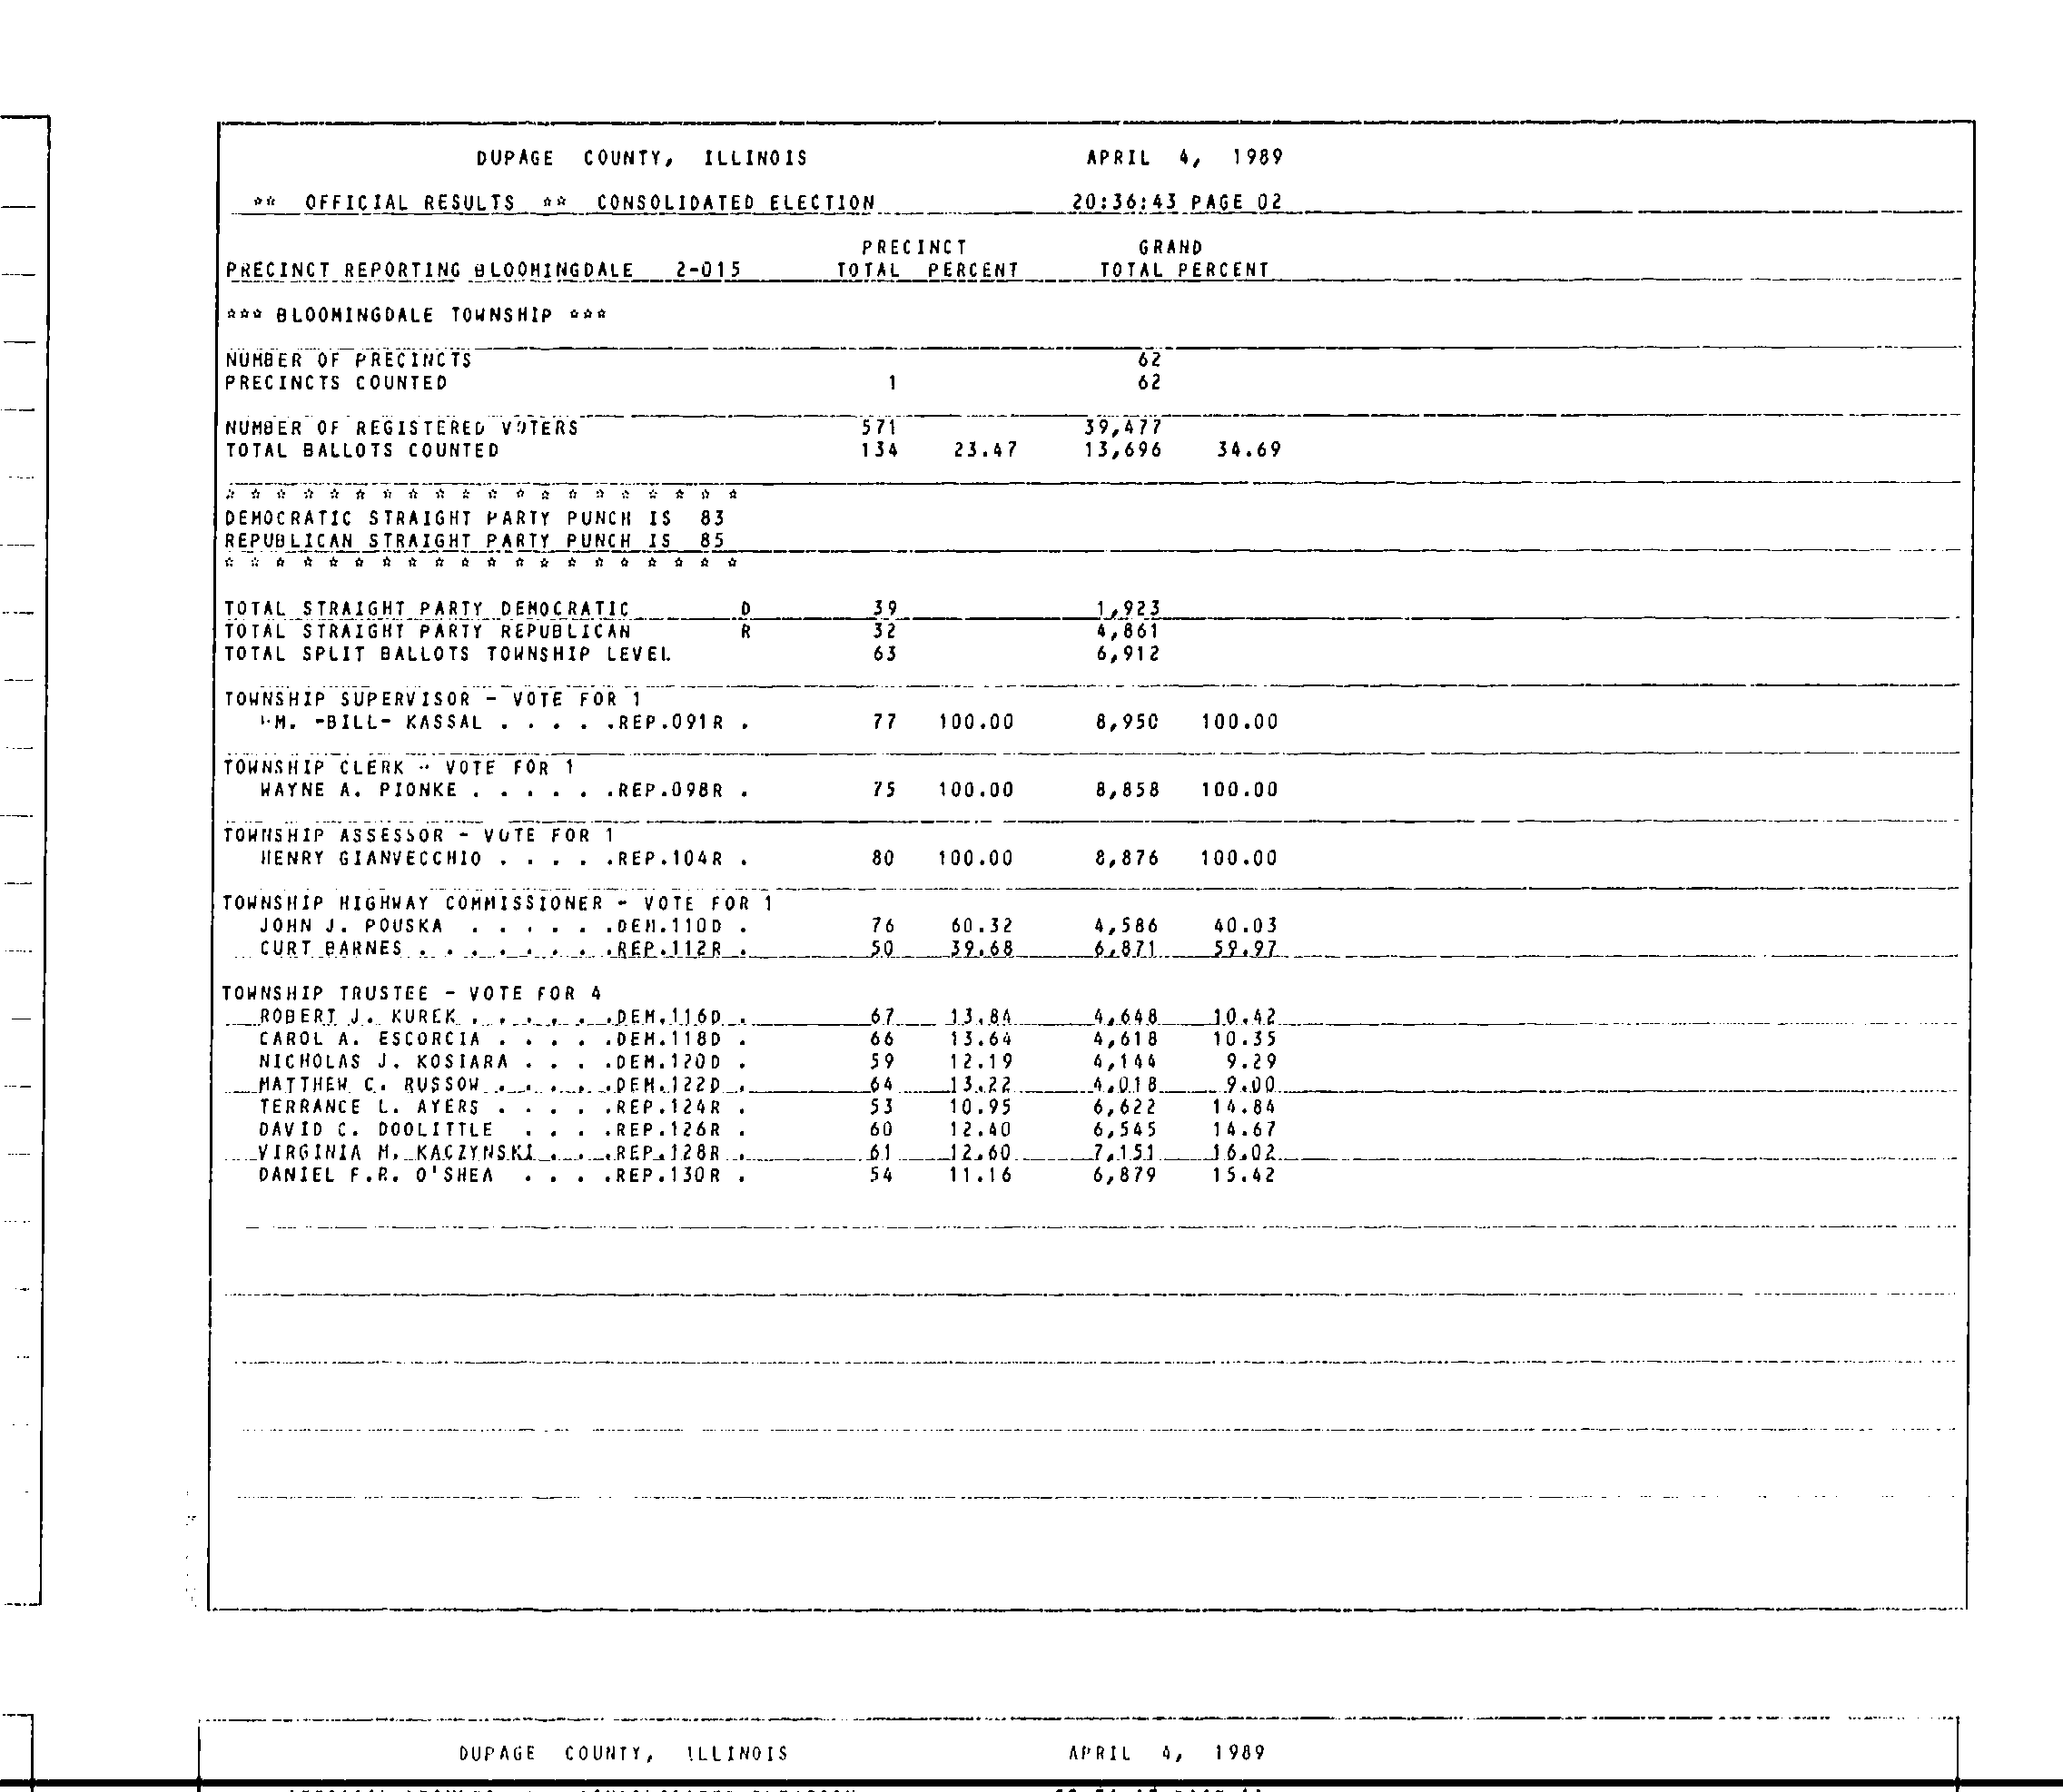 DUPAGE COUNTY, ILLINOIS APRIL 4, 1989
** OFFICIAL RESULTS ** CONSOLIDATED ELECTION 20:36:43 PAGE 02
PRECINCT GRAND
PRECINCT REPORTING BLOOMINGDALE 2-015 TOTAL PERCENT TOTAL PERCENT
*** BLOOMINGDALE TOWNSHIP ***
NUMBER OF PRECINCTS 62
PRECINCTS COUNTED 1 62
NUMBER OF REGISTERED VOTERS 571 39,477
TOTAL BALLOTS COUNTED 134 23.47 13,696 34.69
* * * * * * * * * * * * * * * * * * * *
DEMOCRATIC STRAIGHT PARTY PUNCH IS 83
REPUBLICAN STRAIGHT PARTY PUNCH IS 85
* * * * * * * * * * * * * * * * * * * *
TOTAL STRAIGHT PARTY DEMOCRATIC D 39 1,923
TOTAL STRAIGHT PARTY REPUBLICAN R 32 4,861
TOTAL SPLIT BALLOTS TOWNSHIP LEVEL 63 6,912
TOWNSHIP SUPERVISOR - VOTE FOR 1
M. -BILL- KASSAL . . . . .REP.091R . 77 100.00 8,950 100.00
TOWNSHIP CLERK - VOTE FOR 1
WAYNE A. PIONKE . . . . . .REP.098R . 75 100.00 8,858 100.00
TOWNSHIP ASSESSOR - VOTE FOR 1
HENRY GIANVECCHIO . . . . .REP.104R . 80 100.00 8,876 100.00
TOWNSHIP HIGHWAY COMMISSIONER - VOTE FOR 1
JOHN J. POUSKA . . . . . .DEM.110D . 76 60.32 4,586 40.03
CURT BARNES . . . . . . . .REP.112R . 50 39.68 6,871 59.97
TOWNSHIP TRUSTEE - VOTE FOR 4
ROBERT J. KUREK . . . . . .DEM.116D . 67 13.84 4,648 10.42
CAROL A. ESCORCIA . . . . .DEM.118D . 66 13.64 4,618 10.35
NICHOLAS J. KOSIARA . . . .DEM.120D . 59 12.19 4,144 9.29
MATTHEW C. RUSSOW . . . . .DEM.122D . 64 13.22 4,018 9.00
TERRANCE L. AYERS . . . . .REP.124R . 53 10.95 6,622 14.84
DAVID C. DOOLITTLE . . . .REP.126R . 60 12.40 6,545 14.67
VIRGINIA M. KACZYNSKI . . .REP.128R . 61 12.60 7,151 16.02
DANIEL F.R. O'SHEA . . . .REP.130R . 54 11.16 6,879 15.42
DUPAGE COUNTY, ILLINOIS APRIL 4, 1989